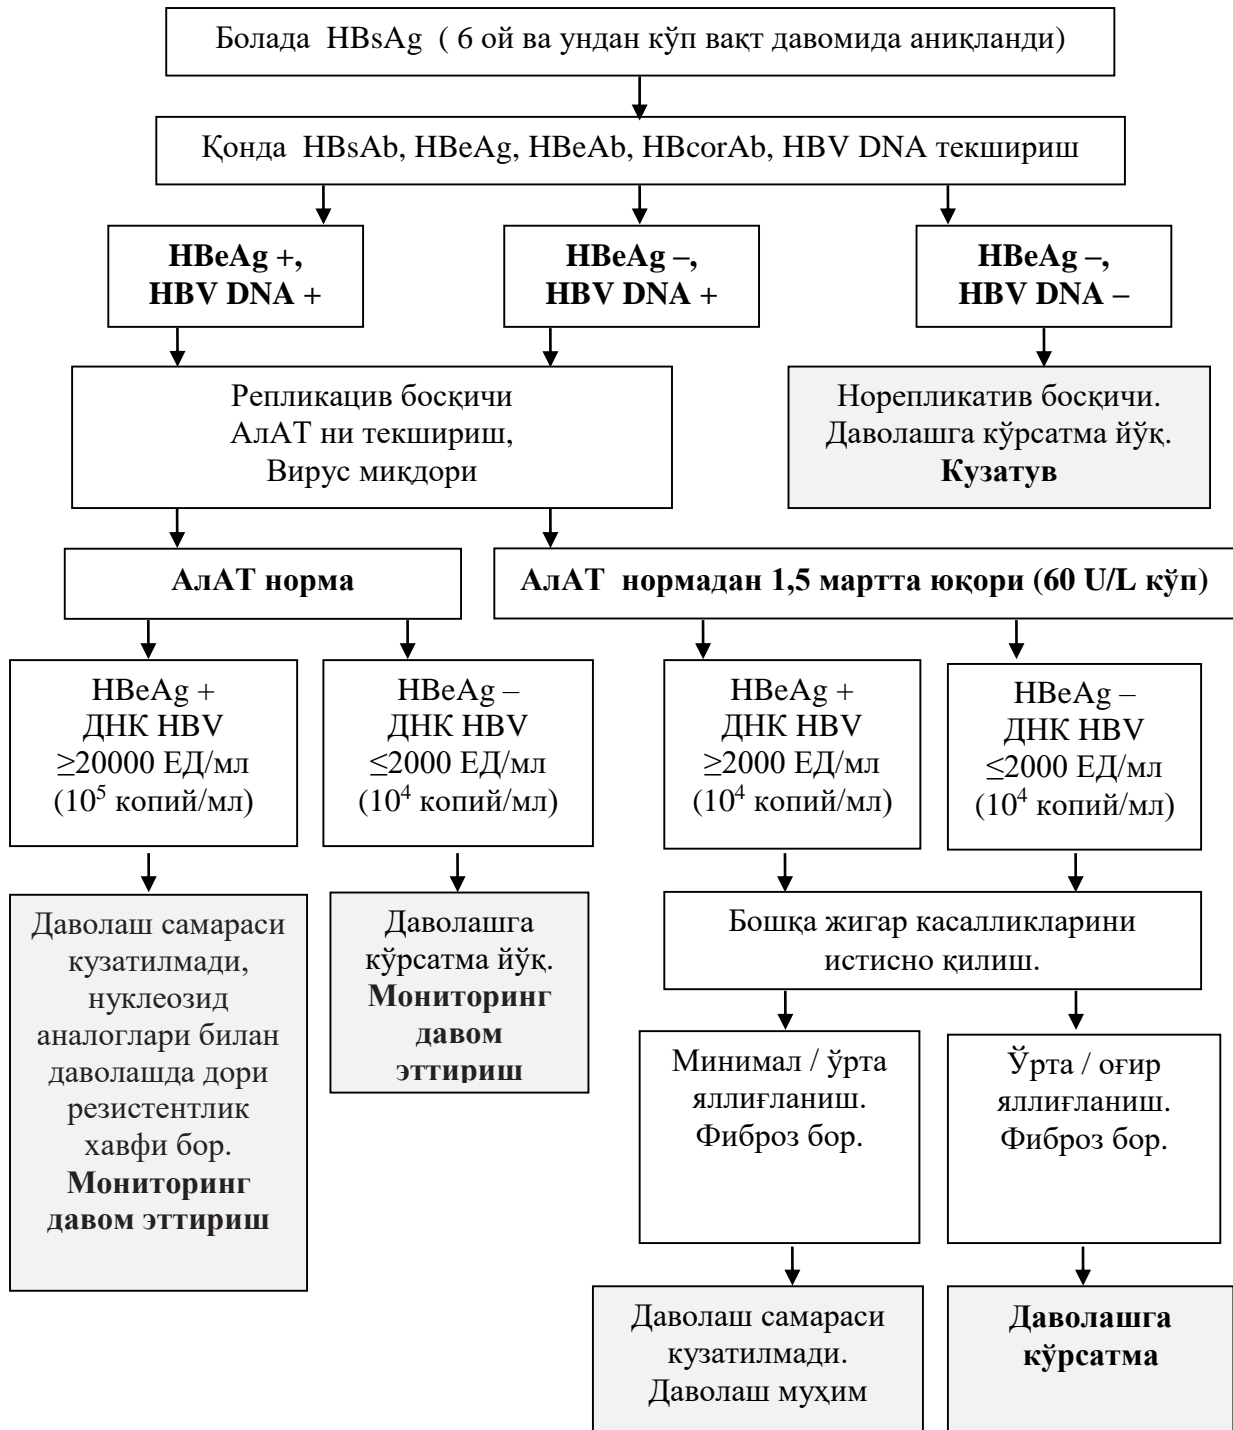 Болада HBsAg ( 6 ой ва ундан кўп вақт давомида аниқланди)
Қонда HBsAb, HBeAg, HBeAb, HBcorAb, HBV DNA текшириш
HBeAg +,
HBV DNA +
HBeAg –,
HBV DNA +
HBeAg –,
HBV DNA –
Репликацив босқичи
АлАТ ни текшириш,
Вирус миқдори
Норепликатив босқичи.
Даволашга кўрсатма йўқ.
Кузатув
АлАТ норма
АлАТ нормадан 1,5 мартта юқори (60 U/L кўп)
HBeAg +
ДНК HBV
≥20000 ЕД/мл
(10⁵ копий/мл)
HBeAg –
ДНК HBV
≤2000 ЕД/мл
(10⁴ копий/мл)
HBeAg +
ДНК HBV
≥2000 ЕД/мл
(10⁴ копий/мл)
HBeAg –
ДНК HBV
≤2000 ЕД/мл
(10⁴ копий/мл)
Даволаш самараси
кузатилмади,
нуклеозид
аналоглари билан
даволашда дори
резистентлик
хавфи бор.
Мониторинг
давом эттириш
Даволашга
кўрсатма йўқ.
Мониторинг
давом
эттириш
Бошқа жигар касалликларини
истисно қилиш.
Минимал / ўрта
яллиғланиш.
Фиброз бор.
Ўрта / оғир
яллиғланиш.
Фиброз бор.
Даволаш самараси
кузатилмади.
Даволаш муҳим
Даволашга
кўрсатма